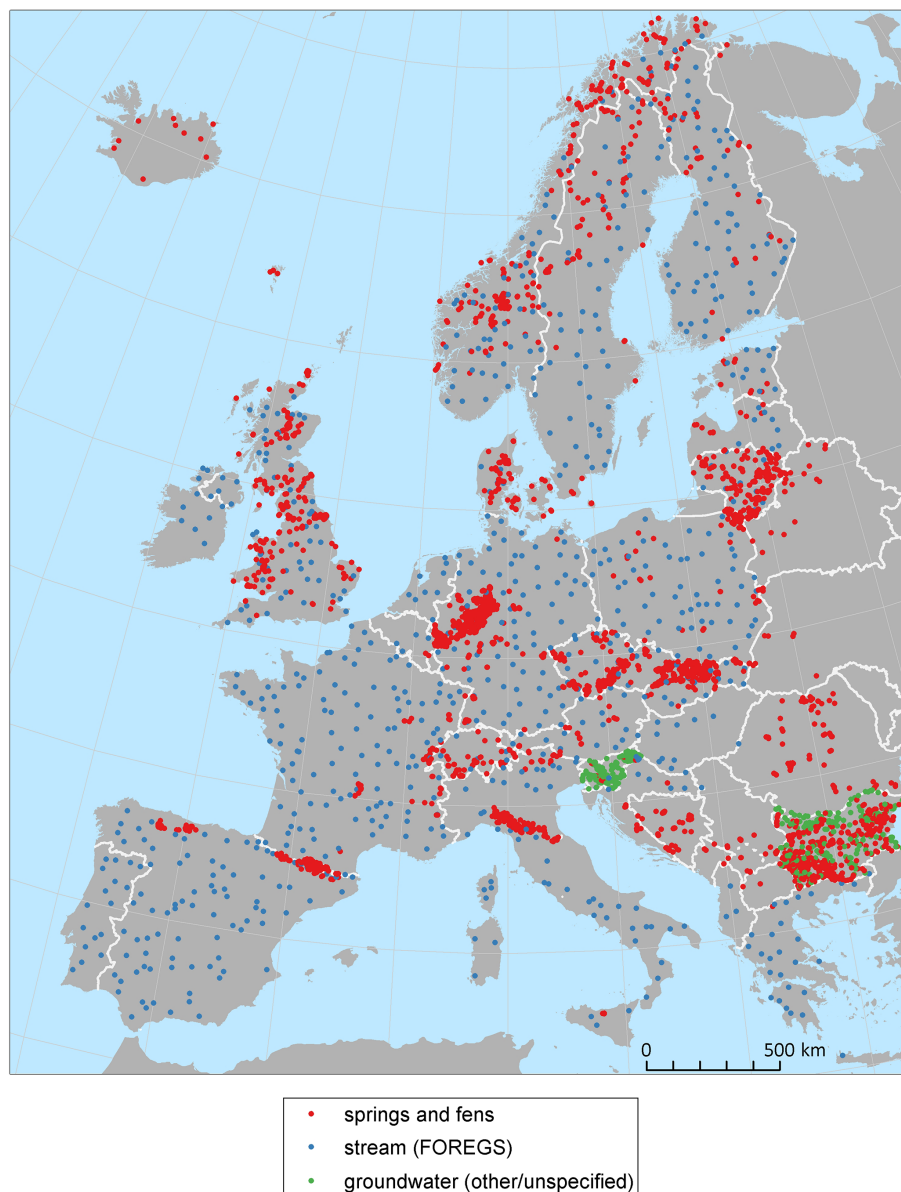 0 500 km
springs and fens
stream (FOREGS)
groundwater (other/unspecified)